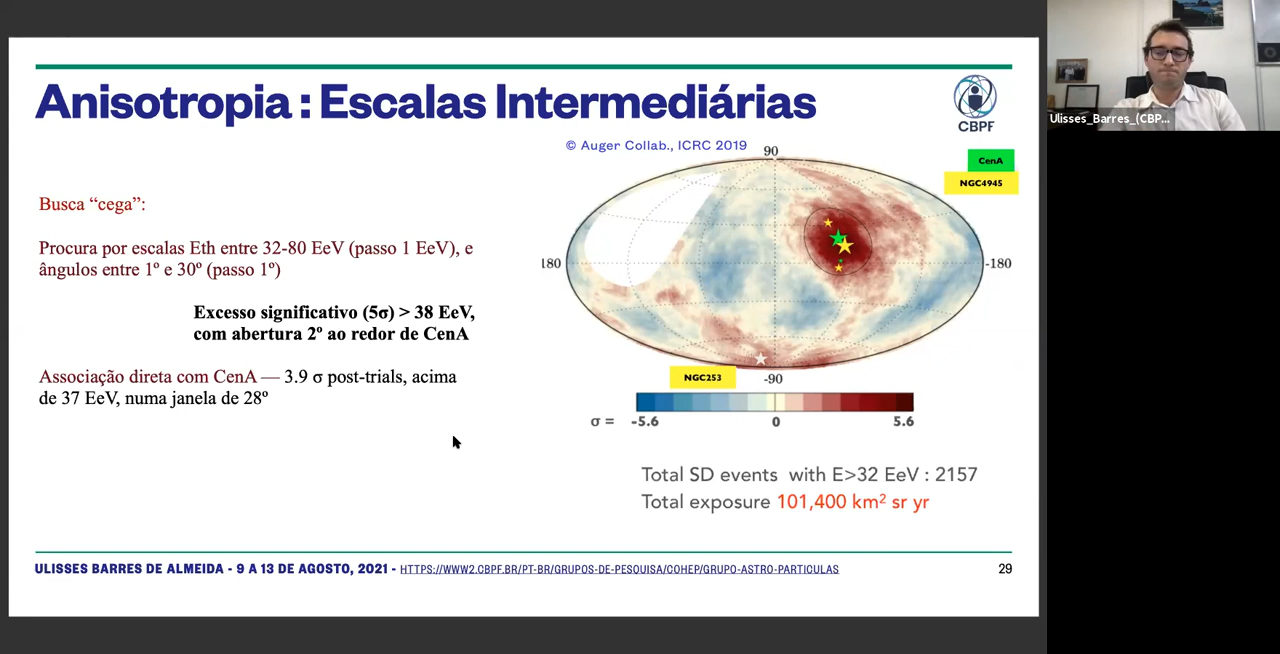 Anisotropia : Escalas Intermediárias
CBPF
© Auger Collab., ICRC 2019
90
CenA
NGC4945
180
-180
Busca “cega”:
Procura por escalas Eth entre 32-80 EeV (passo 1 EeV), e
ângulos entre 1º e 30º (passo 1º)
Excesso significativo (5σ) > 38 EeV,
com abertura 2º ao redor de CenA
Associação direta com CenA — 3.9 σ post-trials, acima
de 37 EeV, numa janela de 28º
NGC253
-90
σ = -5.6 0 5.6
Total SD events with E>32 EeV : 2157
Total exposure 101,400 km² sr yr
ULISSES BARRES DE ALMEIDA - 9 A 13 DE AGOSTO, 2021 - HTTPS://WWW2.CBPF.BR/PT-BR/GRUPOS-DE-PESQUISA/COHEP/GRUPO-ASTRO-PARTICULAS
29
Ulisses_Barres_(CBP...